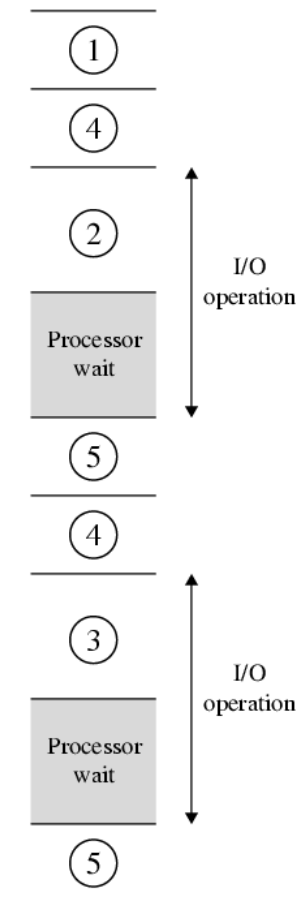 1
4
2
I/O
operation
Processor
wait
5
4
3
I/O
operation
Processor
wait
5